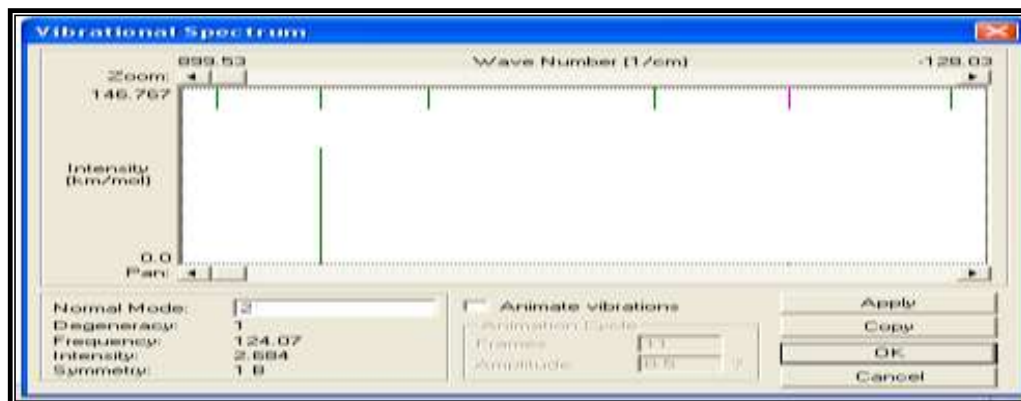 Vibrational Spectrum
899.53 Wave Number (1/cm) -128.03
Zoom:
146.767
Intensity
(km/mol)
0.0
Pan:
Normal Mode: 2
Degeneracy: 1
Frequency: 124.07
Intensity: 2.684
Symmetry: 1 B
Animate vibrations
Animation Cycle
Frames 11
Amplitude
Apply
Copy
OK
Cancel